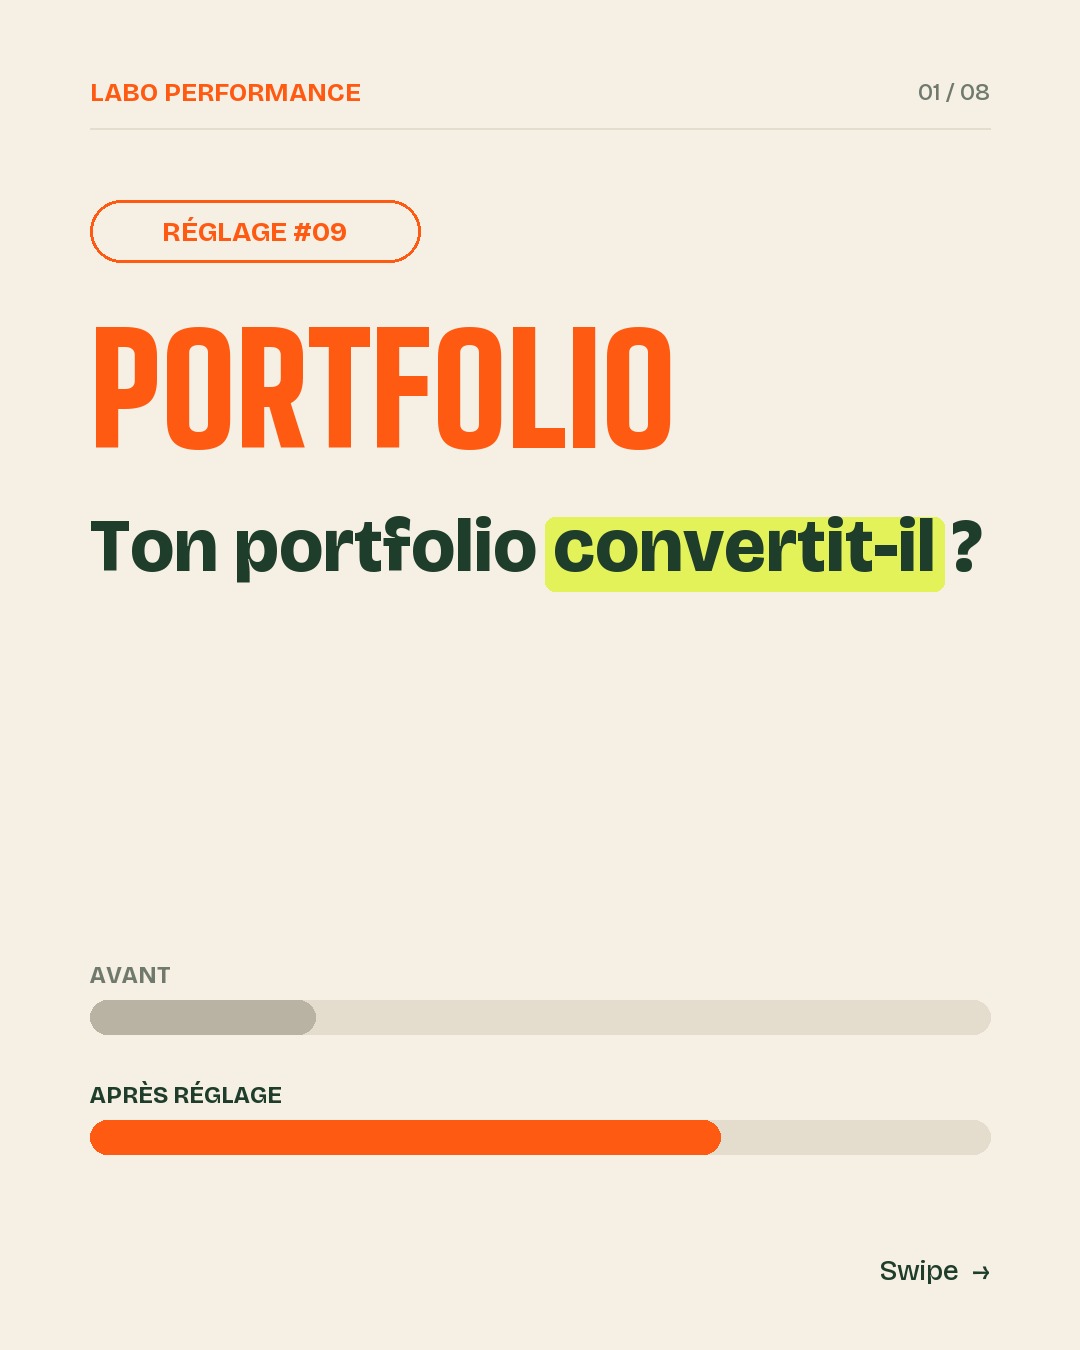 LABO PERFORMANCE
01 / 08
RÉGLAGE #09
PORTFOLIO
Ton portfolio convertit-il ?
AVANT
APRÈS RÉGLAGE
Swipe →